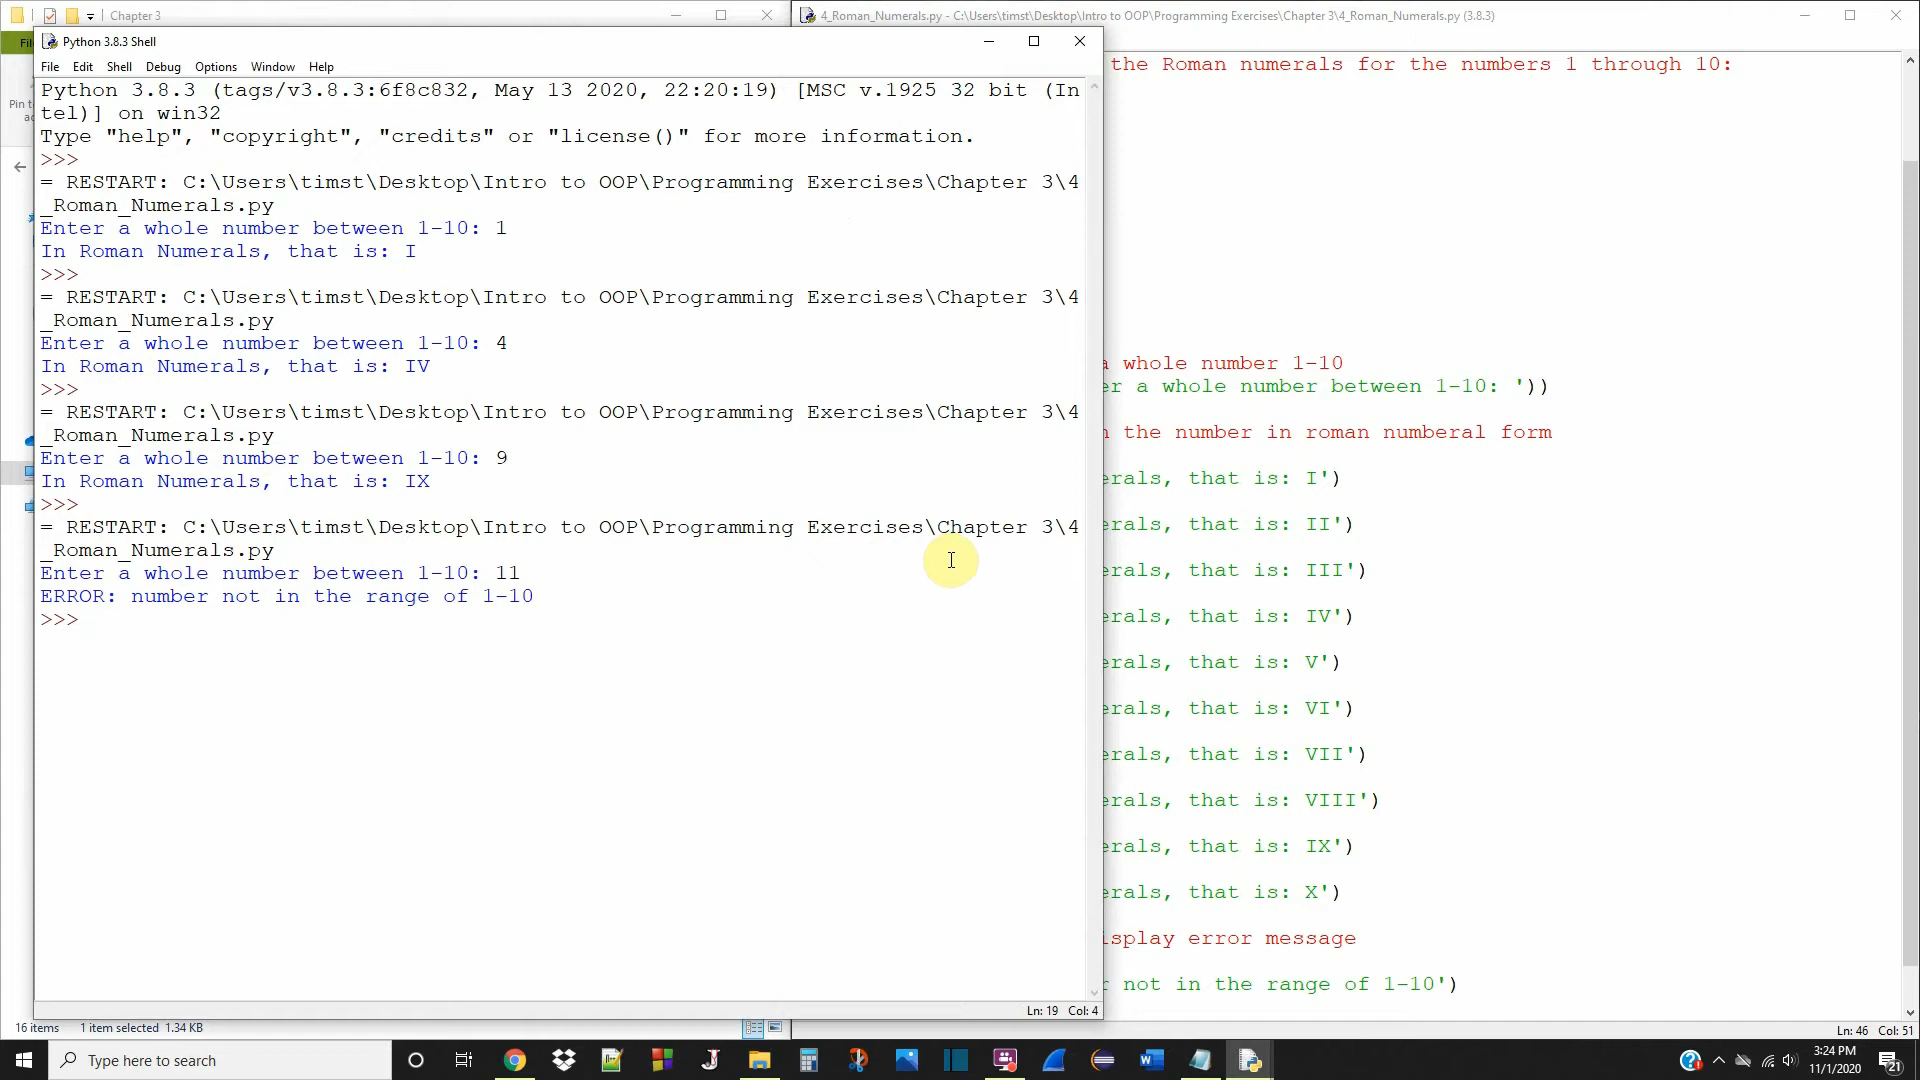 Chapter 3
4_Roman_Numerals.py - C:\Users\timst\Desktop\Intro to OOP\Programming Exercises\Chapter 3\4_Roman_Numerals.py (3.8.3)
Python 3.8.3 Shell
File Edit Shell Debug Options Window Help
Python 3.8.3 (tags/v3.8.3:6f8c832, May 13 2020, 22:20:19) [MSC v.1925 32 bit (In
tel)] on win32
Type "help", "copyright", "credits" or "license()" for more information.
>>>
= RESTART: C:\Users\timst\Desktop\Intro to OOP\Programming Exercises\Chapter 3\4
_Roman_Numerals.py
Enter a whole number between 1-10: 1
In Roman Numerals, that is: I
>>>
= RESTART: C:\Users\timst\Desktop\Intro to OOP\Programming Exercises\Chapter 3\4
_Roman_Numerals.py
Enter a whole number between 1-10: 4
In Roman Numerals, that is: IV
>>>
= RESTART: C:\Users\timst\Desktop\Intro to OOP\Programming Exercises\Chapter 3\4
_Roman_Numerals.py
Enter a whole number between 1-10: 9
In Roman Numerals, that is: IX
>>>
= RESTART: C:\Users\timst\Desktop\Intro to OOP\Programming Exercises\Chapter 3\4
_Roman_Numerals.py
Enter a whole number between 1-10: 11
ERROR: number not in the range of 1-10
>>>
Ln: 19 Col: 4
the Roman numerals for the numbers 1 through 10:
a whole number 1-10
er a whole number between 1-10: '))
the number in roman numberal form
erals, that is: I')
erals, that is: II')
erals, that is: III')
erals, that is: IV')
erals, that is: V')
erals, that is: VI')
erals, that is: VII')
erals, that is: VIII')
erals, that is: IX')
erals, that is: X')
isplay error message
r not in the range of 1-10')
Ln: 46 Col: 51
16 items 1 item selected 1.34 KB
Type here to search
3:24 PM
11/1/2020
21